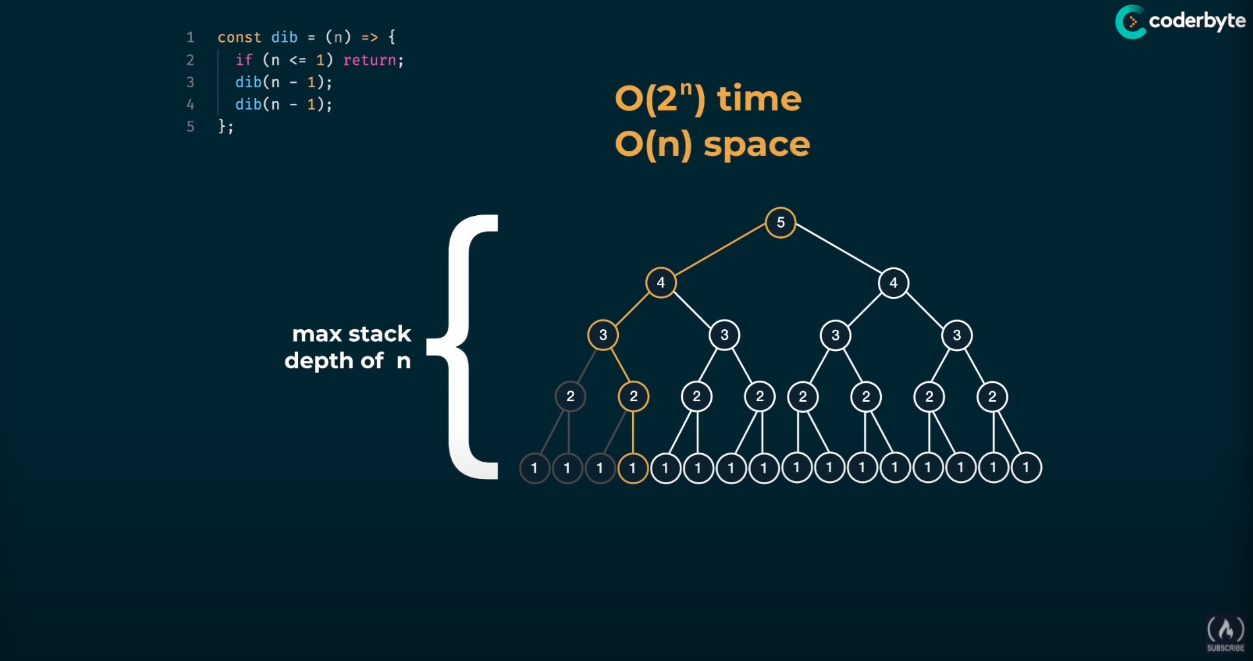 coderbyte
1 const dib = (n) => {
2 if (n <= 1) return;
3 dib(n - 1);
4 dib(n - 1);
5 };
O(2ⁿ) time
O(n) space
max stack
depth of n
5
4 4
3 3 3 3
2 2 2 2 2 2 2 2
1 1 1 1 1 1 1 1 1 1 1 1 1 1 1 1
SUBSCRIBE